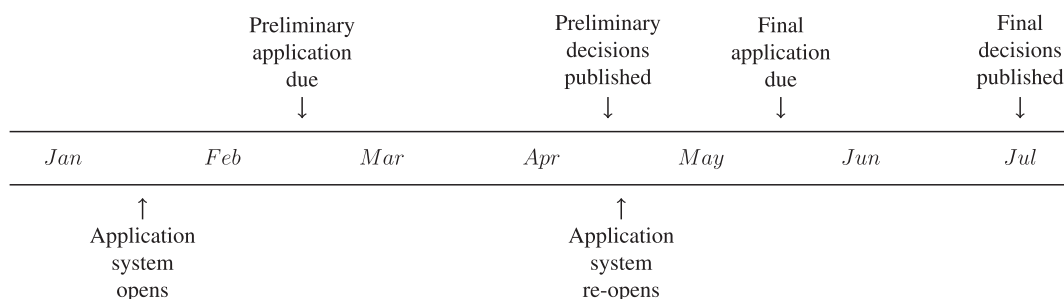 Preliminary
application
due
Preliminary
decisions
published
Final
application
due
Final
decisions
published
Jan Feb Mar Apr May Jun Jul
Application
system
opens
Application
system
re-opens